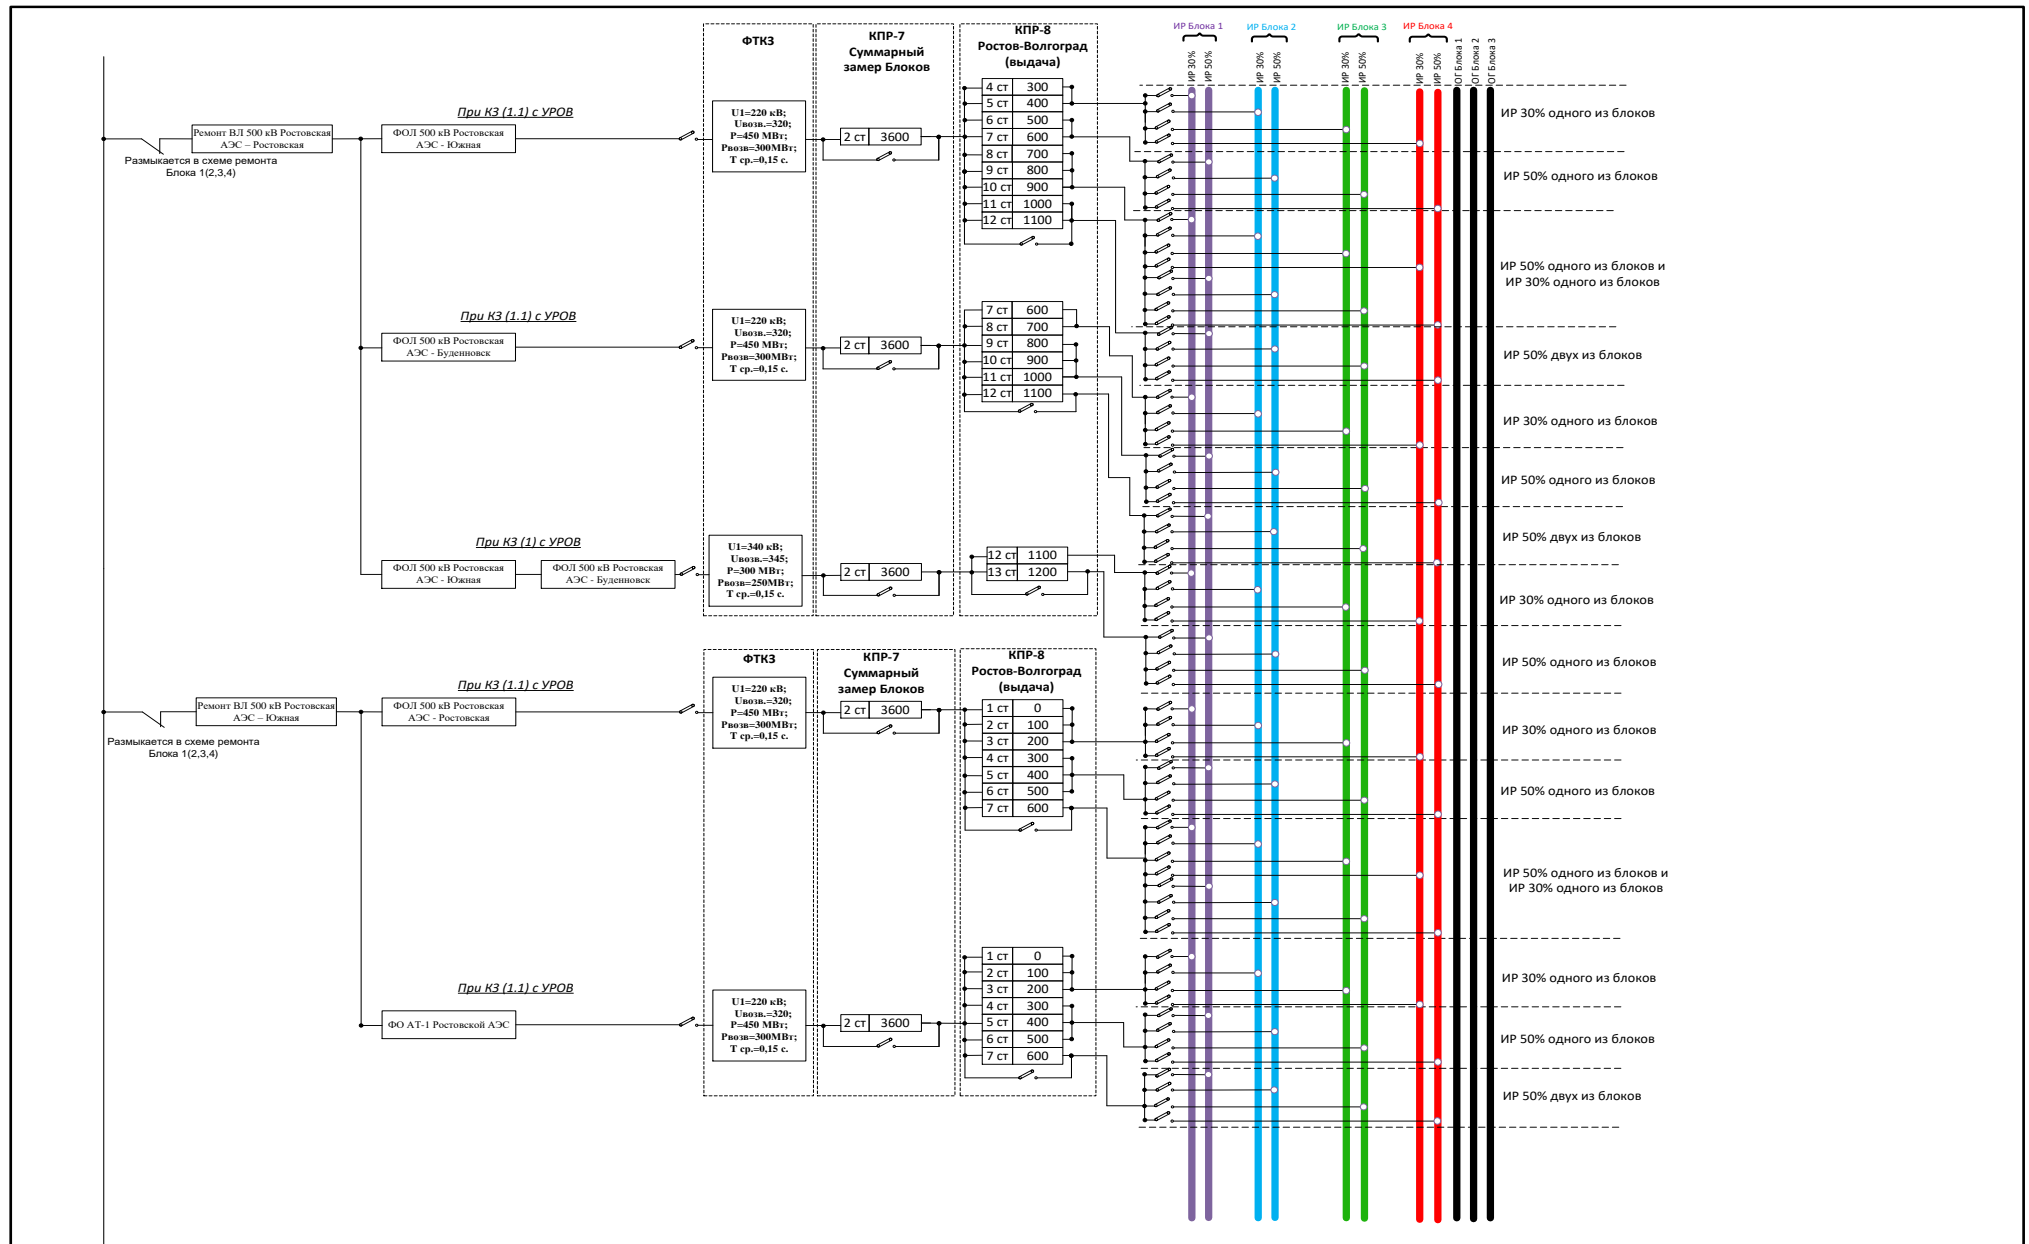 ИР Блока 1
ИР Блока 2
ИР Блока 3
ИР Блока 4
ИР 30%
ИР 50%
ИР 30%
ИР 50%
ИР 30%
ИР 50%
ИР 30%
ИР 50%
ОГ Блока 1
ОГ Блока 2
ОГ Блока 3
ФТКЗ
КПР-7
Суммарный
замер Блоков
КПР-8
Ростов-Волгоград
(выдача)
Ремонт ВЛ 500 кВ Ростовская
АЭС – Ростовская
Размыкается в схеме ремонта
Блока 1(2,3,4)
При КЗ (1.1) с УРОВ
ФОЛ 500 кВ Ростовская
АЭС - Южная
U1=220 кВ;
Uвозв.=320;
P=450 МВт;
Pвозв=300МВт;
Т ср.=0,15 с.
2 ст 3600
4 ст 300
5 ст 400
6 ст 500
7 ст 600
8 ст 700
9 ст 800
10 ст 900
11 ст 1000
12 ст 1100
ИР 30% одного из блоков
ИР 50% одного из блоков
ИР 50% одного из блоков и
ИР 30% одного из блоков
ИР 50% двух из блоков
При КЗ (1.1) с УРОВ
ФОЛ 500 кВ Ростовская
АЭС - Буденновск
U1=220 кВ;
Uвозв.=320;
P=450 МВт;
Pвозв=300МВт;
Т ср.=0,15 с.
2 ст 3600
7 ст 600
8 ст 700
9 ст 800
10 ст 900
11 ст 1000
12 ст 1100
ИР 30% одного из блоков
ИР 50% одного из блоков
ИР 50% двух из блоков
При КЗ (1) с УРОВ
ФОЛ 500 кВ Ростовская
АЭС - Южная
ФОЛ 500 кВ Ростовская
АЭС - Буденновск
U1=340 кВ;
Uвозв.=345;
P=300 МВт;
Pвозв=250МВт;
Т ср.=0,15 с.
2 ст 3600
12 ст 1100
13 ст 1200
ИР 30% одного из блоков
ИР 50% одного из блоков
ФТКЗ
КПР-7
Суммарный
замер Блоков
КПР-8
Ростов-Волгоград
(выдача)
Ремонт ВЛ 500 кВ Ростовская
АЭС – Южная
Размыкается в схеме ремонта
Блока 1(2,3,4)
При КЗ (1.1) с УРОВ
ФОЛ 500 кВ Ростовская
АЭС - Ростовская
U1=220 кВ;
Uвозв.=320;
P=450 МВт;
Pвозв=300МВт;
Т ср.=0,15 с.
2 ст 3600
1 ст 0
2 ст 100
3 ст 200
4 ст 300
5 ст 400
6 ст 500
7 ст 600
ИР 30% одного из блоков
ИР 50% одного из блоков
ИР 50% одного из блоков и
ИР 30% одного из блоков
При КЗ (1.1) с УРОВ
ФО АТ-1 Ростовской АЭС
U1=220 кВ;
Uвозв.=320;
P=450 МВт;
Pвозв=300МВт;
Т ср.=0,15 с.
2 ст 3600
1 ст 0
2 ст 100
3 ст 200
4 ст 300
5 ст 400
6 ст 500
7 ст 600
ИР 30% одного из блоков
ИР 50% одного из блоков
ИР 50% двух из блоков